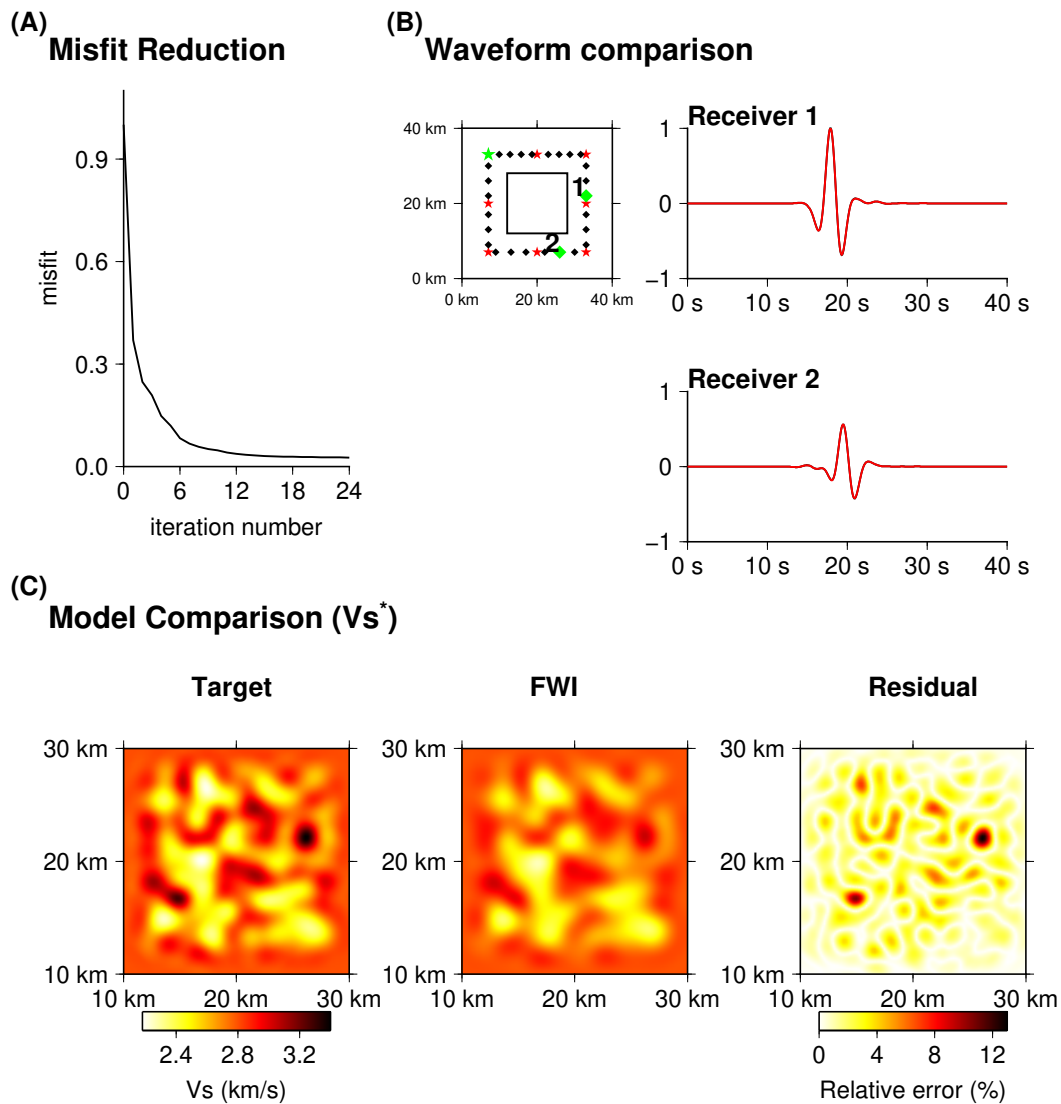 (A)
Misfit Reduction
0.9
0.6
0.3
0.0
misfit
0 6 12 18 24
iteration number
(B)
Waveform comparison
40 km
20 km
0 km
0 km 20 km 40 km
1
2
Receiver 1
1
0
−1
0 s 10 s 20 s 30 s 40 s
Receiver 2
1
0
−1
0 s 10 s 20 s 30 s 40 s
(C)
Model Comparison (Vs*)
Target
30 km
20 km
10 km
10 km 20 km 30 km
2.4 2.8 3.2
Vs (km/s)
FWI
30 km
20 km
10 km
10 km 20 km 30 km
Residual
30 km
20 km
10 km
10 km 20 km 30 km
0 4 8 12
Relative error (%)